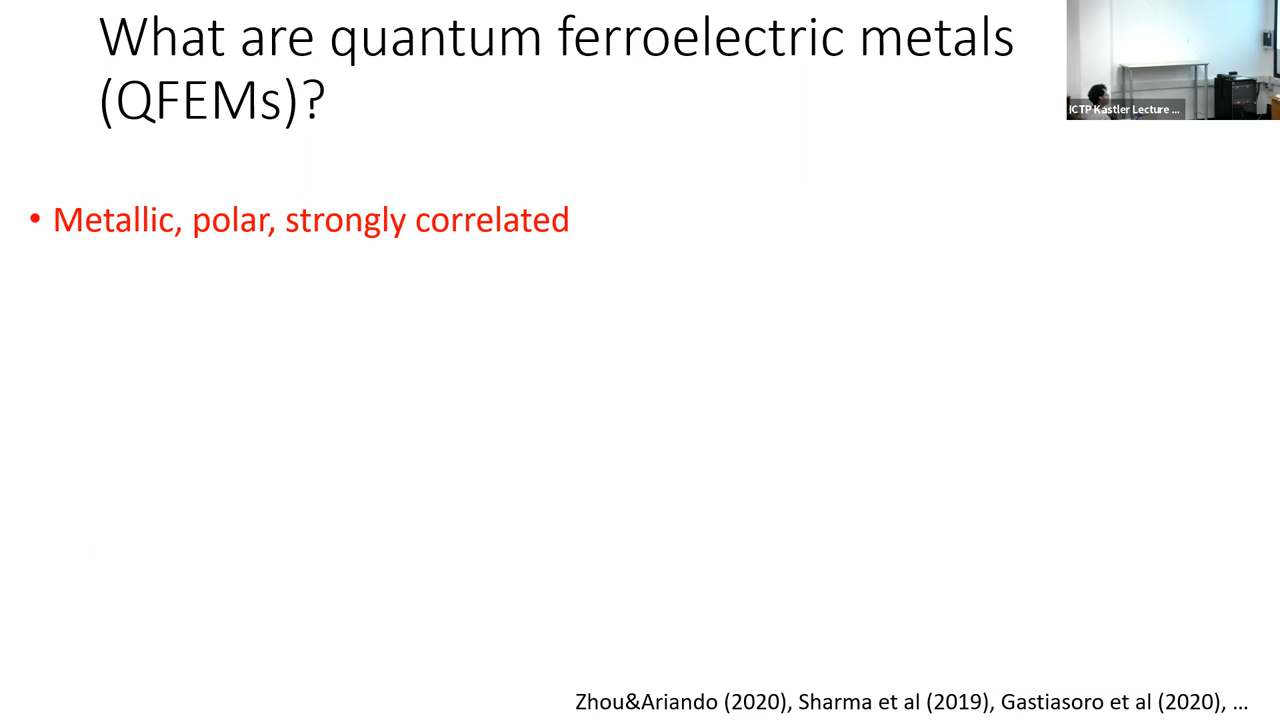 What are quantum ferroelectric metals
(QFEMs)?
ICTP Kastler Lecture ...
• Metallic, polar, strongly correlated
Zhou&Ariando (2020), Sharma et al (2019), Gastiasoro et al (2020), ...